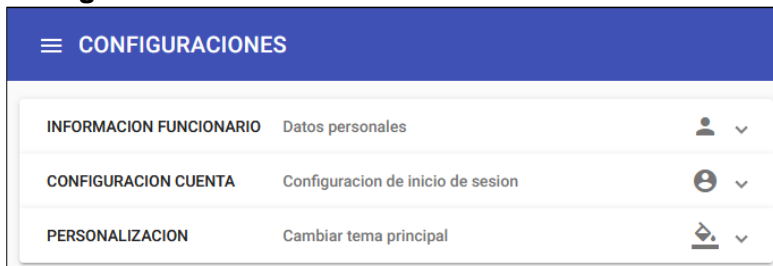 CONFIGURACIONES
INFORMACION FUNCIONARIO Datos personales
CONFIGURACION CUENTA Configuracion de inicio de sesion
PERSONALIZACION Cambiar tema principal